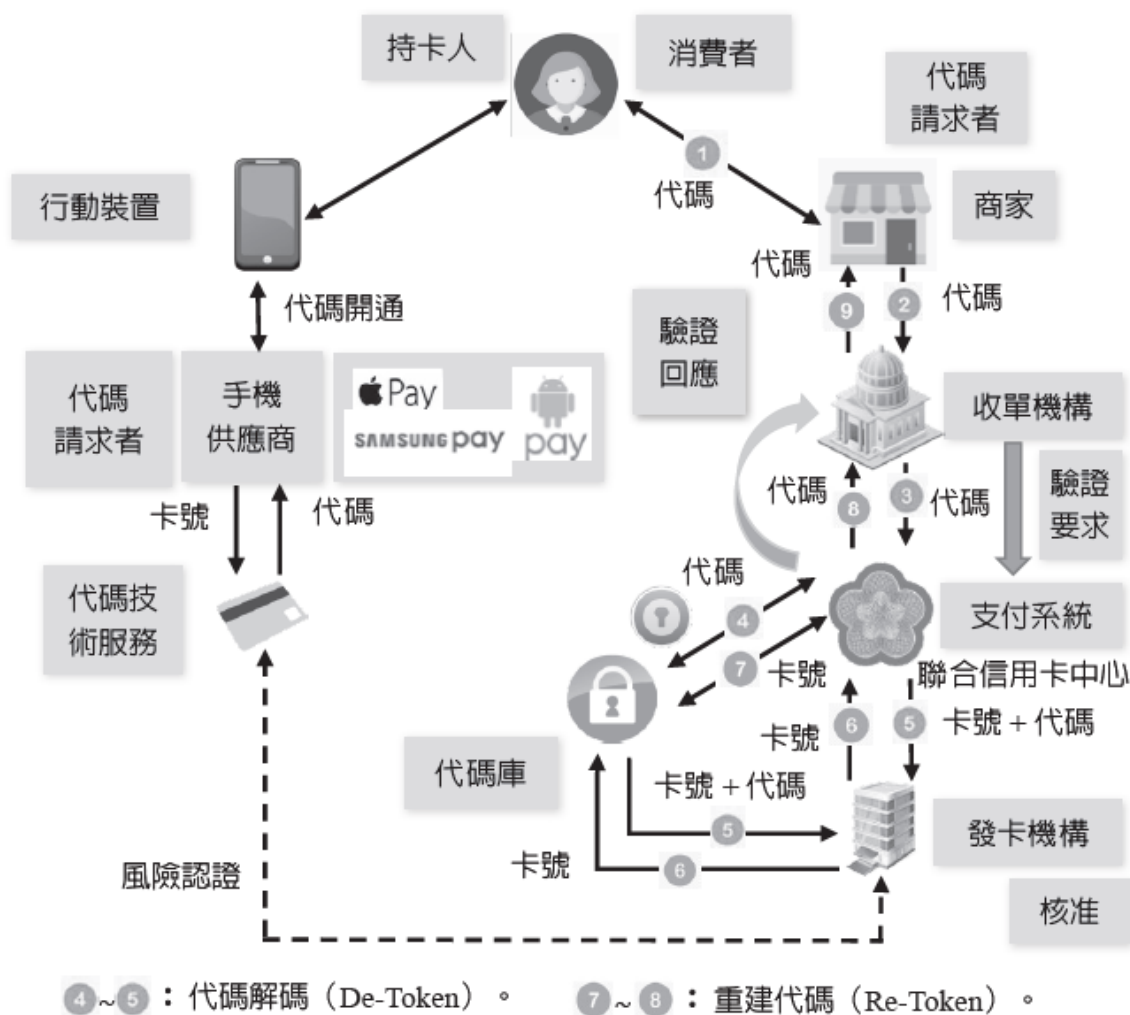 持卡人
消費者
代碼
請求者
1
代碼
行動裝置
商家
代碼開通
代碼
9
2
代碼
驗證
回應
代碼
請求者
手機
供應商
Pay
SAMSUNG pay
pay
收單機構
卡號
代碼
代碼
8
3
代碼
驗證
要求
代碼技
術服務
代碼
4
7
卡號
支付系統
聯合信用卡中心
卡號
6
5
卡號 + 代碼
代碼庫
卡號 + 代碼
5
發卡機構
卡號
6
風險認證
核准
4~5：代碼解碼（De-Token）。
7~8：重建代碼（Re-Token）。